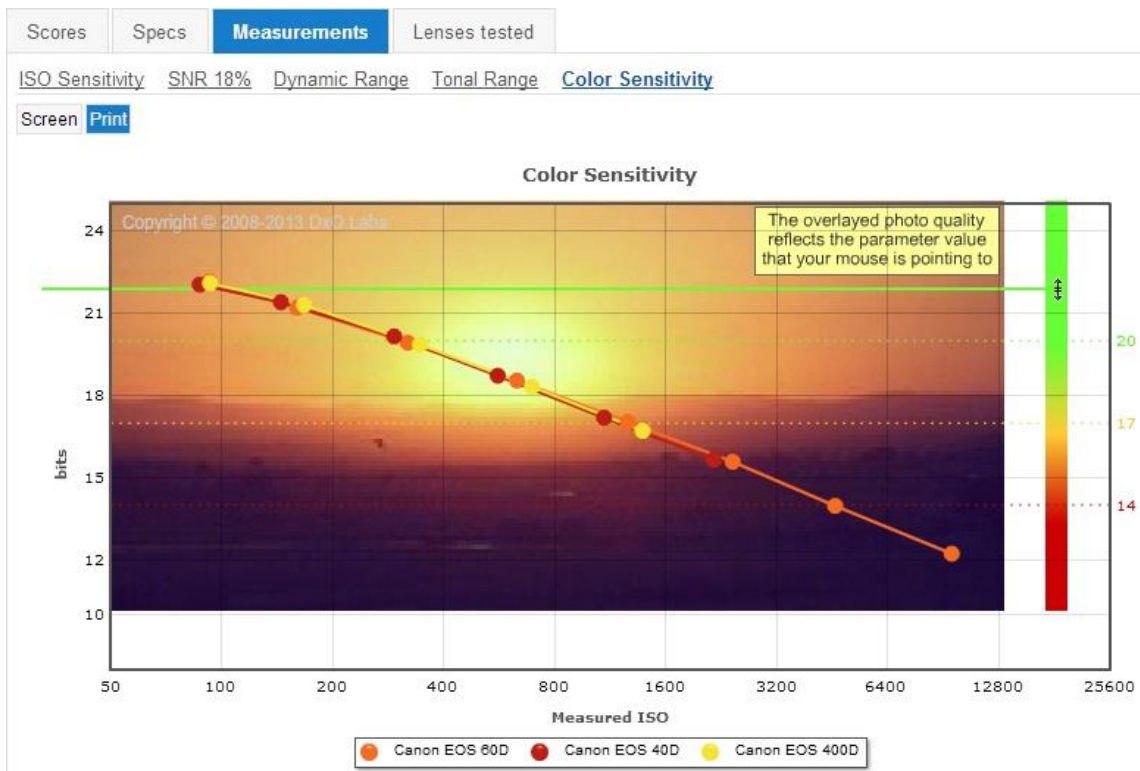 Scores Specs Measurements Lenses tested
ISO Sensitivity SNR 18% Dynamic Range Tonal Range Color Sensitivity
Screen Print
Color Sensitivity
Copyright © 2008-2013 DxO Labs
The overlayed photo quality
reflects the parameter value
that your mouse is pointing to
24
21
20
18
17
bits
15
14
12
10
50 100 200 400 800 1600 3200 6400 12800 25600
Measured ISO
Canon EOS 60D Canon EOS 40D Canon EOS 400D